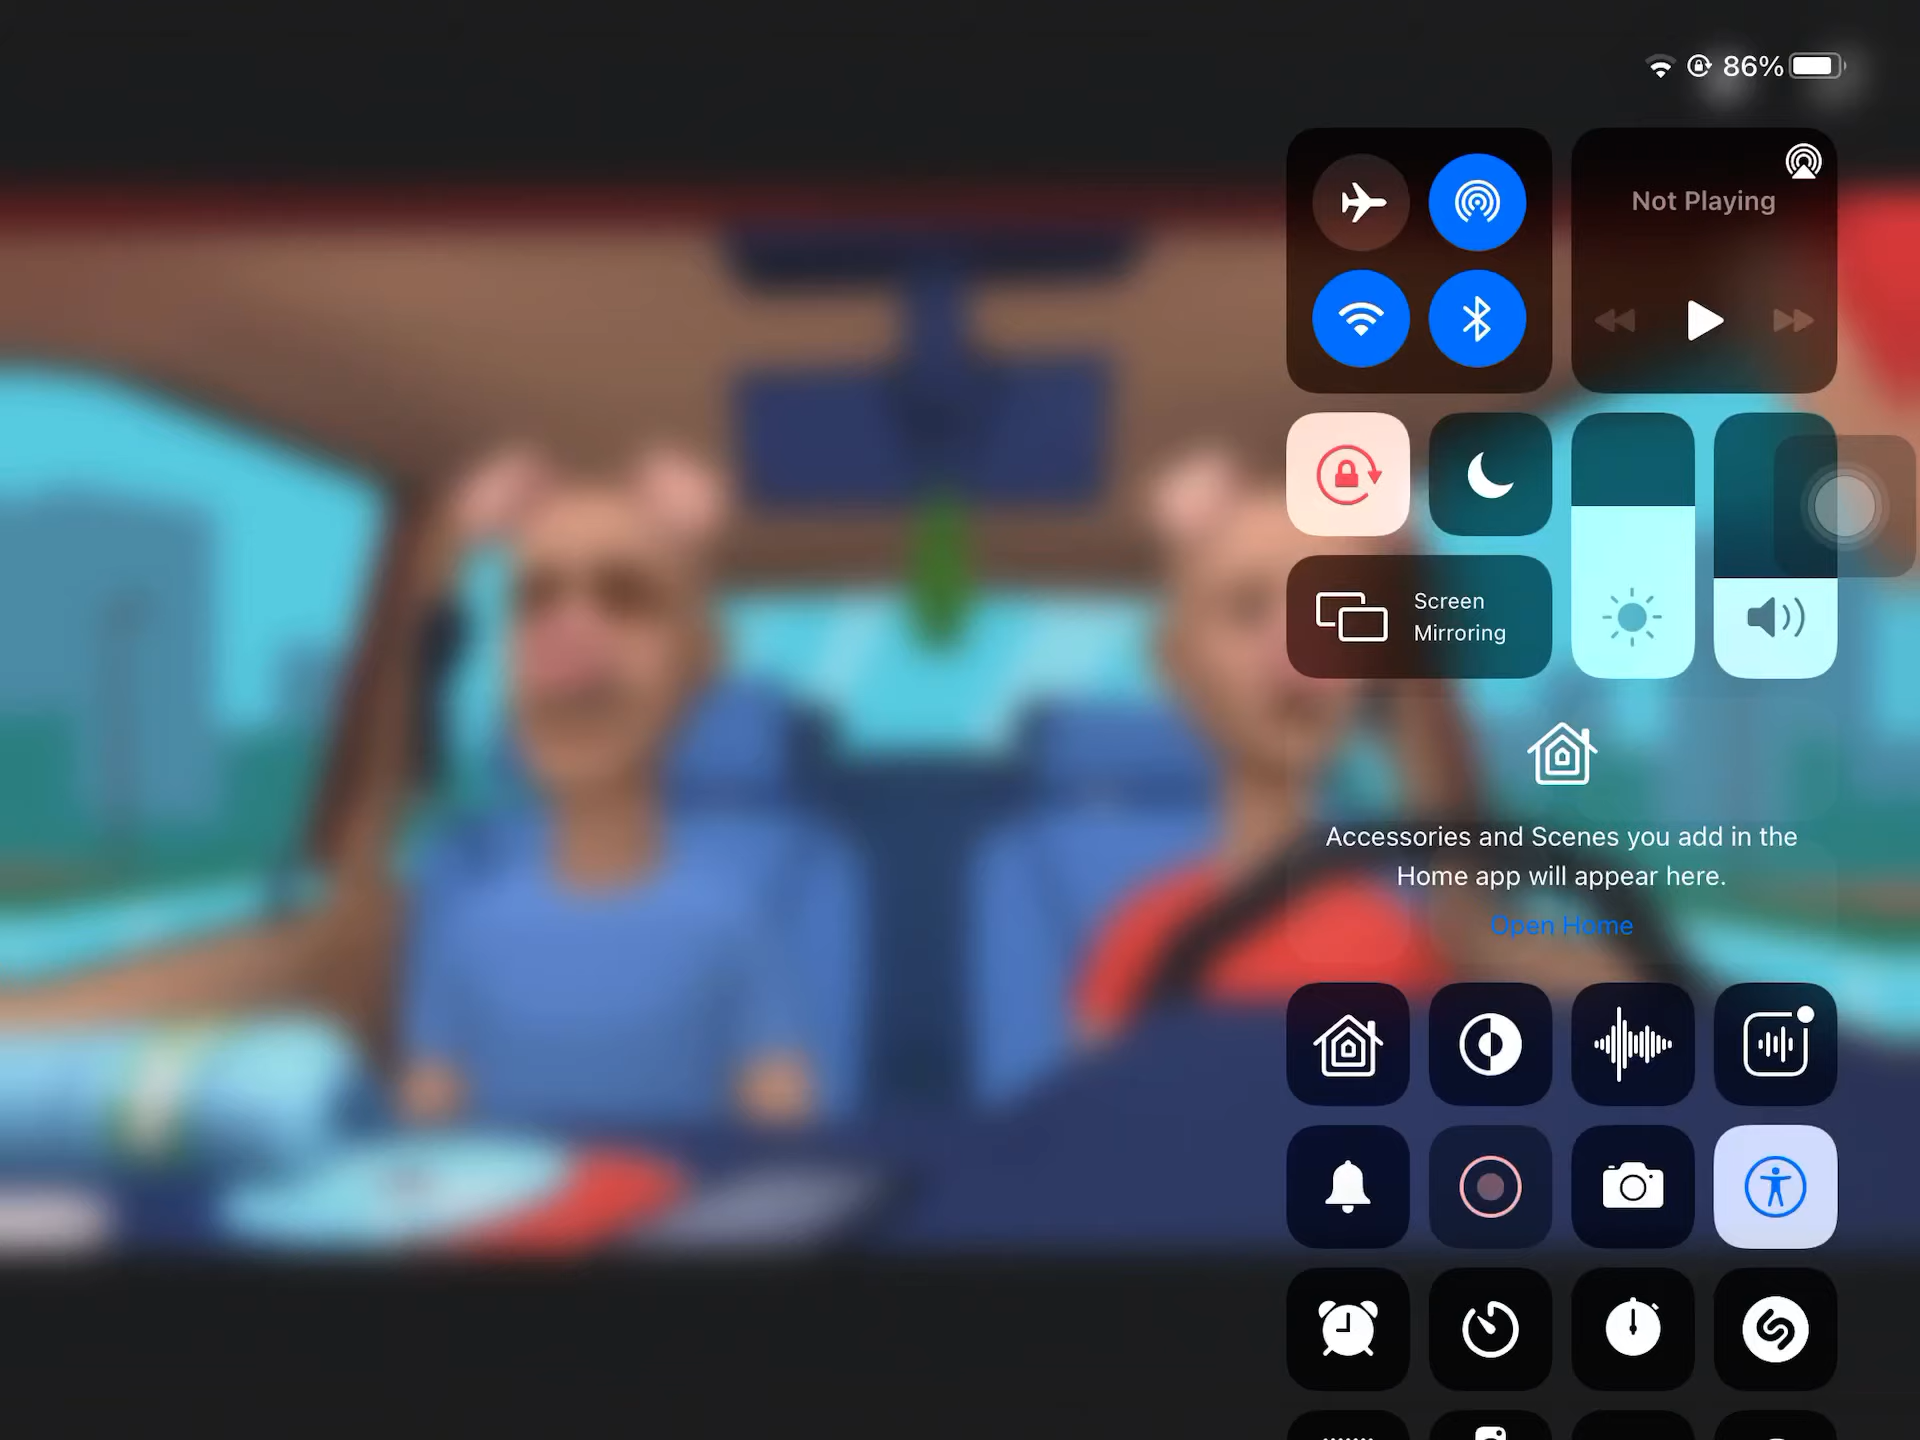 86%
Not Playing
Screen
Mirroring
Accessories and Scenes you add in the
Home app will appear here.
Open Home